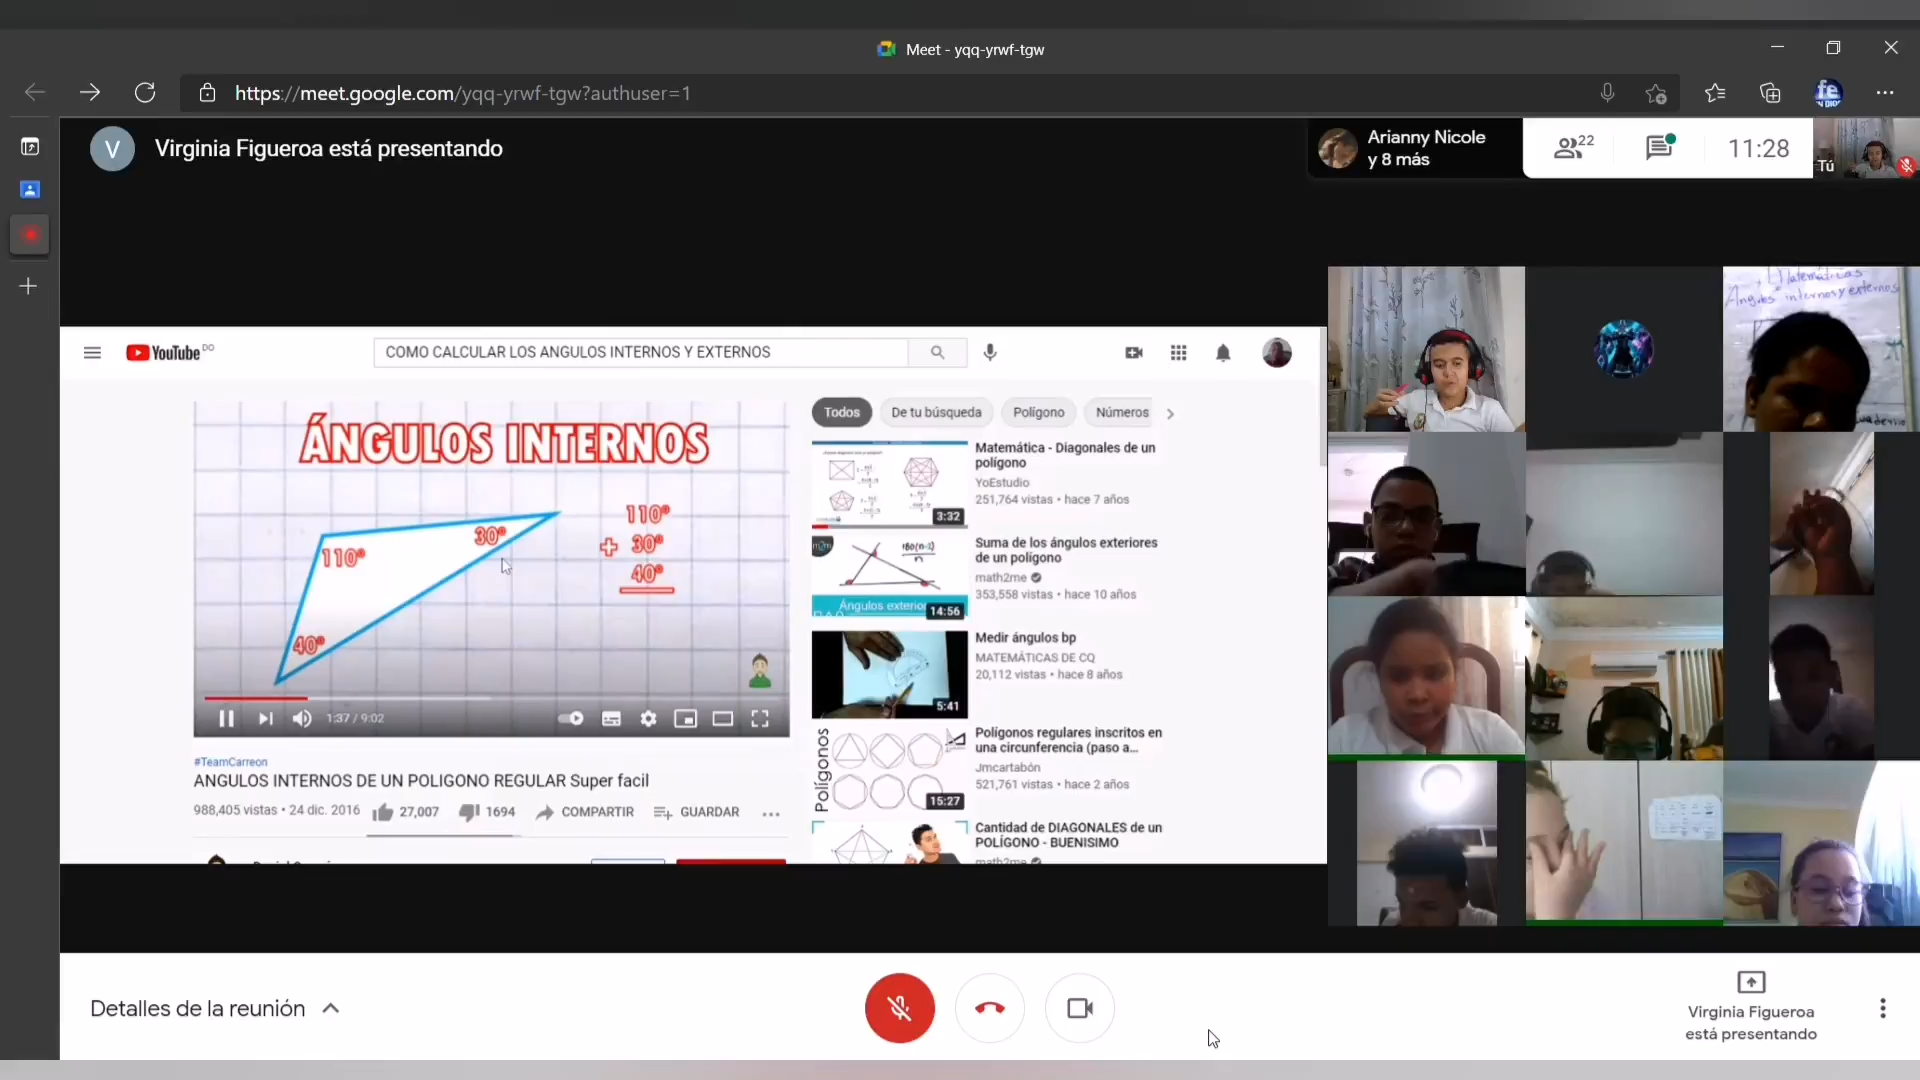 Meet - yqq-yrwf-tgw
https://meet.google.com/yqq-yrwf-tgw?authuser=1
V
Virginia Figueroa está presentando
Arianny Nicole
y 8 más
22
11:28
Tú
YouTube DO
COMO CALCULAR LOS ANGULOS INTERNOS Y EXTERNOS
ÁNGULOS INTERNOS
110°
30°
40°
110°
+ 30°
40°
1:37 / 9:02
#TeamCarreon
ANGULOS INTERNOS DE UN POLIGONO REGULAR Super facil
988,405 vistas • 24 dic. 2016
27,007
1694
COMPARTIR
GUARDAR
Todos
De tu búsqueda
Polígono
Números
Matemática - Diagonales de un
polígono
YoEstudio
251,764 vistas • hace 7 años
3:32
Suma de los ángulos exteriores
de un polígono
math2me
353,558 vistas • hace 10 años
180(n-2)
n
Ángulos exterio
14:56
Medir ángulos bp
MATEMÁTICAS DE CQ
20,112 vistas • hace 8 años
5:41
Polígonos regulares inscritos en
una circunferencia (paso a...
Jmcartabón
521,761 vistas • hace 2 años
Polígonos
15:27
Cantidad de DIAGONALES de un
POLÍGONO - BUENISIMO
math2me
Matemáticas
Angulos internos y externos
Detalles de la reunión
Virginia Figueroa
está presentando